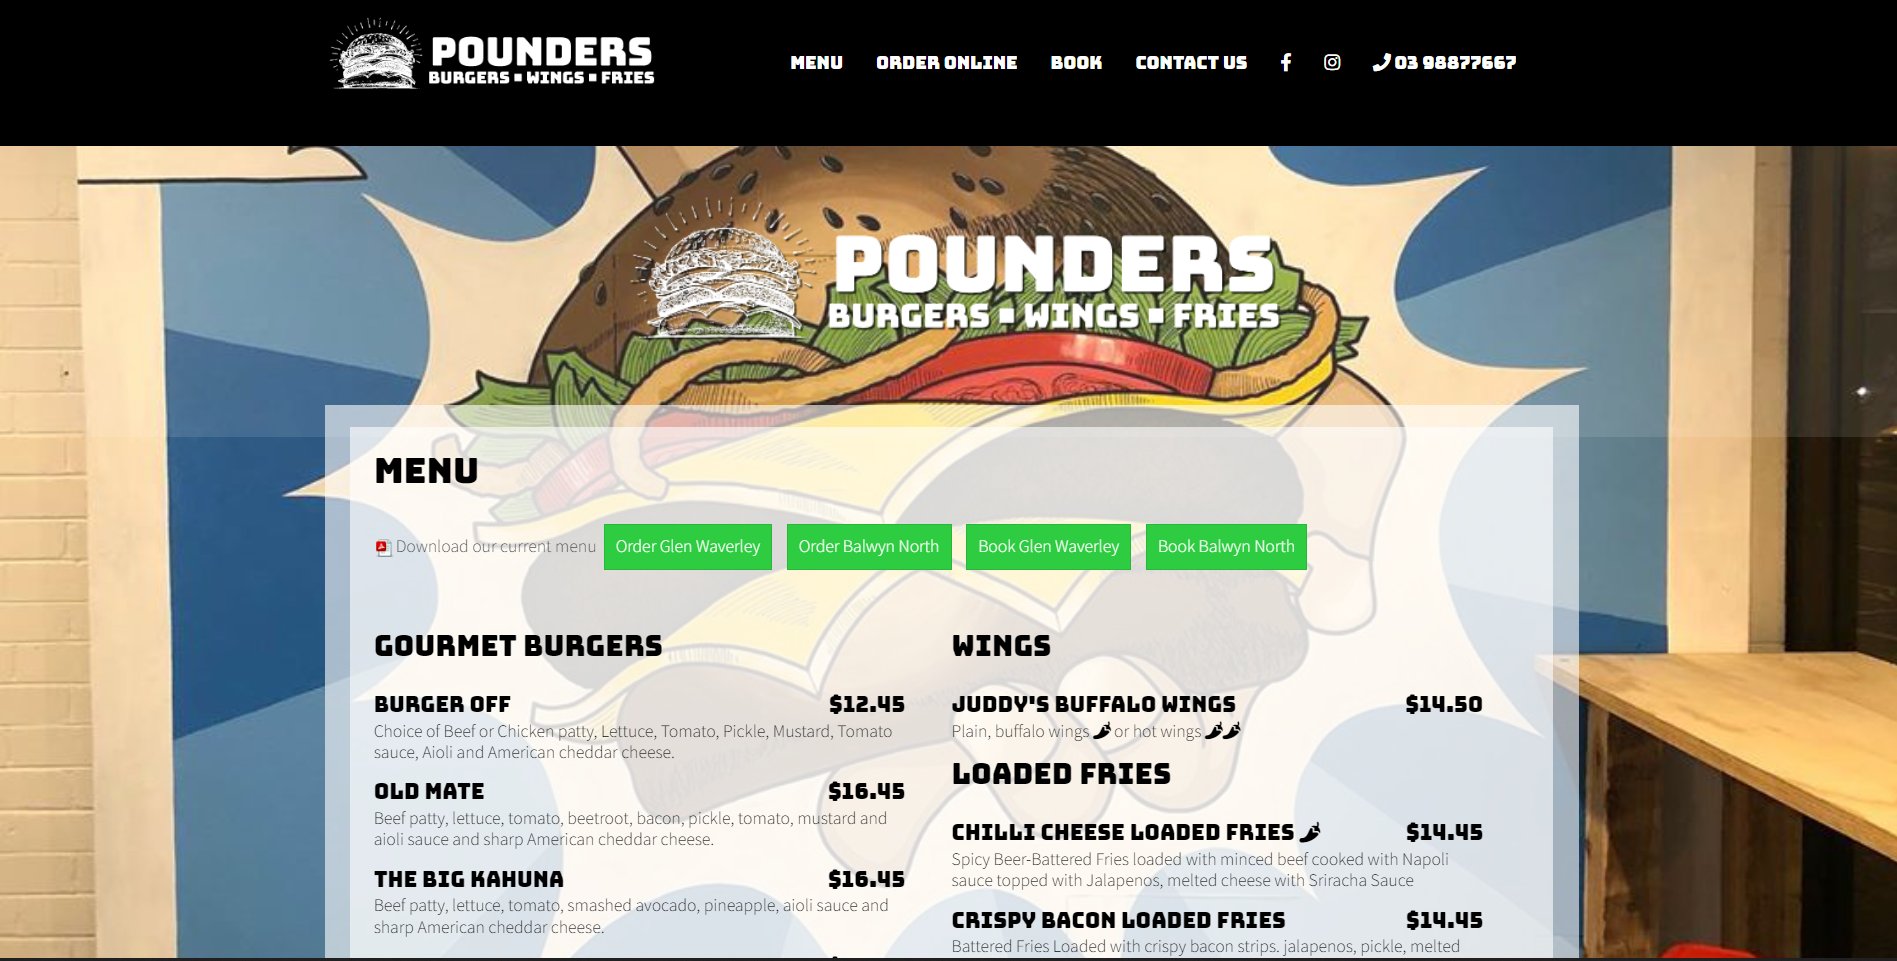 POUNDERS
BURGERS ▪ WINGS ▪ FRIES
MENU
ORDER ONLINE
BOOK
CONTACT US
03 98877667
POUNDERS
BURGERS ▪ WINGS ▪ FRIES
MENU
Download our current menu
Order Glen Waverley
Order Balwyn North
Book Glen Waverley
Book Balwyn North
GOURMET BURGERS
BURGER OFF $12.45
Choice of Beef or Chicken patty, Lettuce, Tomato, Pickle, Mustard, Tomato
sauce, Aioli and American cheddar cheese.
OLD MATE $16.45
Beef patty, lettuce, tomato, beetroot, bacon, pickle, tomato, mustard and
aioli sauce and sharp American cheddar cheese.
THE BIG KAHUNA $16.45
Beef patty, lettuce, tomato, smashed avocado, pineapple, aioli sauce and
sharp American cheddar cheese.
WINGS
JUDDY'S BUFFALO WINGS $14.50
Plain, buffalo wings or hot wings
LOADED FRIES
CHILLI CHEESE LOADED FRIES $14.45
Spicy Beer-Battered Fries loaded with minced beef cooked with Napoli
sauce topped with Jalapenos, melted cheese with Sriracha Sauce
CRISPY BACON LOADED FRIES $14.45
Battered Fries Loaded with crispy bacon strips. jalapenos, pickle, melted